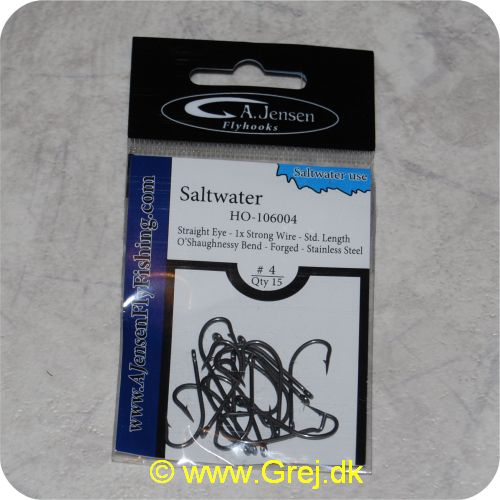 A. Jensen
Flyhooks
Saltwater use
Saltwater
HO-106004
Straight Eye - 1x Strong Wire - Std. Length
O'Shaughnessy Bend - Forged - Stainless Steel
# 4
Qty 15
www.AJensenFlyFishing.com
© www.Grej.dk